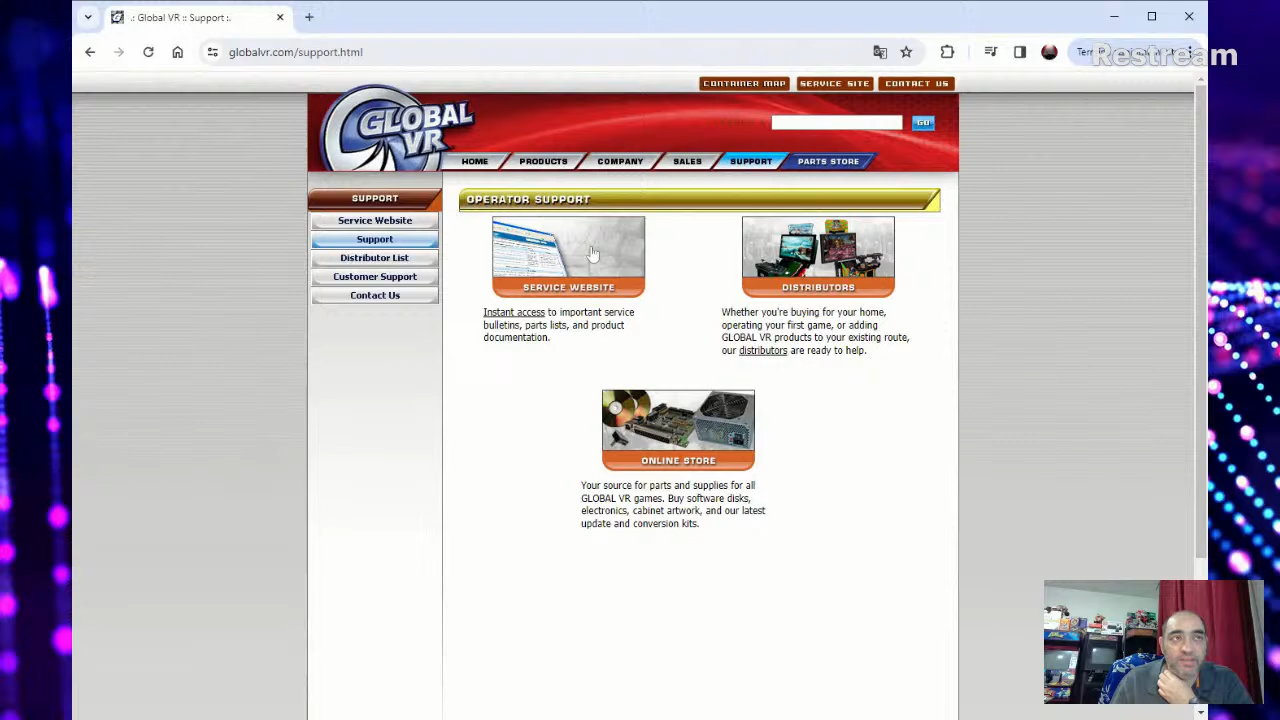 .: Global VR :: Support :.
globalvr.com/support.html
Restream
CONTAINER MAP
SERVICE SITE
CONTACT US
GLOBAL
VR
GO
HOME
PRODUCTS
COMPANY
SALES
SUPPORT
PARTS STORE
SUPPORT
Service Website
Support
Distributor List
Customer Support
Contact Us
OPERATOR SUPPORT
SERVICE WEBSITE
Instant access to important service
bulletins, parts lists, and product
documentation.
DISTRIBUTORS
Whether you're buying for your home,
operating your first game, or adding
GLOBAL VR products to your existing route,
our distributors are ready to help.
ONLINE STORE
Your source for parts and supplies for all
GLOBAL VR games. Buy software disks,
electronics, cabinet artwork, and our latest
update and conversion kits.